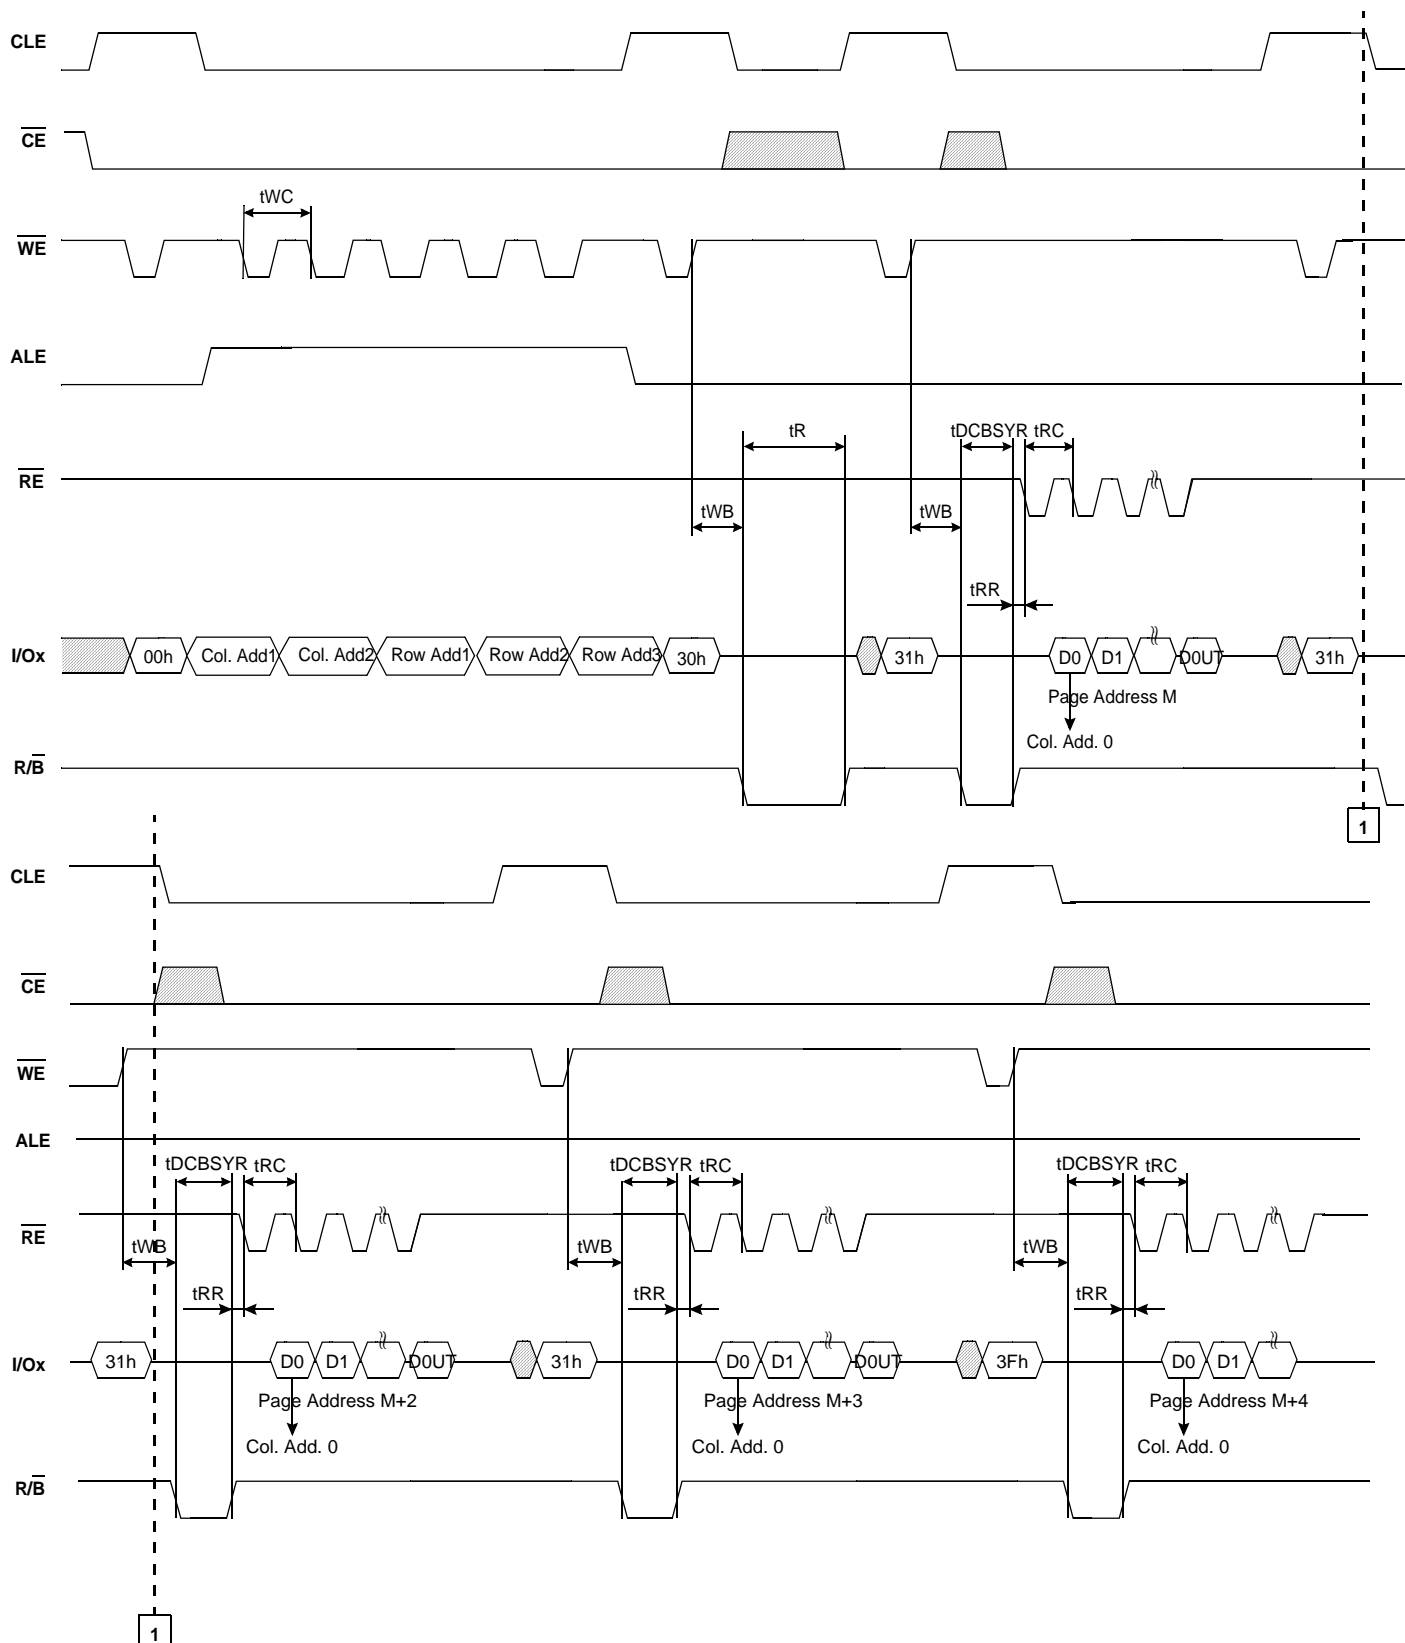 CLE
CE
tWC
WE
ALE
tR tDCBSYR tRC
RE
tWB tWB
tRR
I/Ox 00h Col. Add1 Col. Add2 Row Add1 Row Add2 Row Add3 30h 31h D0 D1 D0UT 31h
Page Address M
Col. Add. 0
R/B
1
CLE
CE
WE
ALE
tDCBSYR tRC tDCBSYR tRC tDCBSYR tRC
RE
tWB tWB tWB
tRR tRR tRR
I/Ox 31h D0 D1 D0UT 31h D0 D1 D0UT 3Fh D0 D1
Page Address M+2 Page Address M+3 Page Address M+4
Col. Add. 0 Col. Add. 0 Col. Add. 0
R/B
1